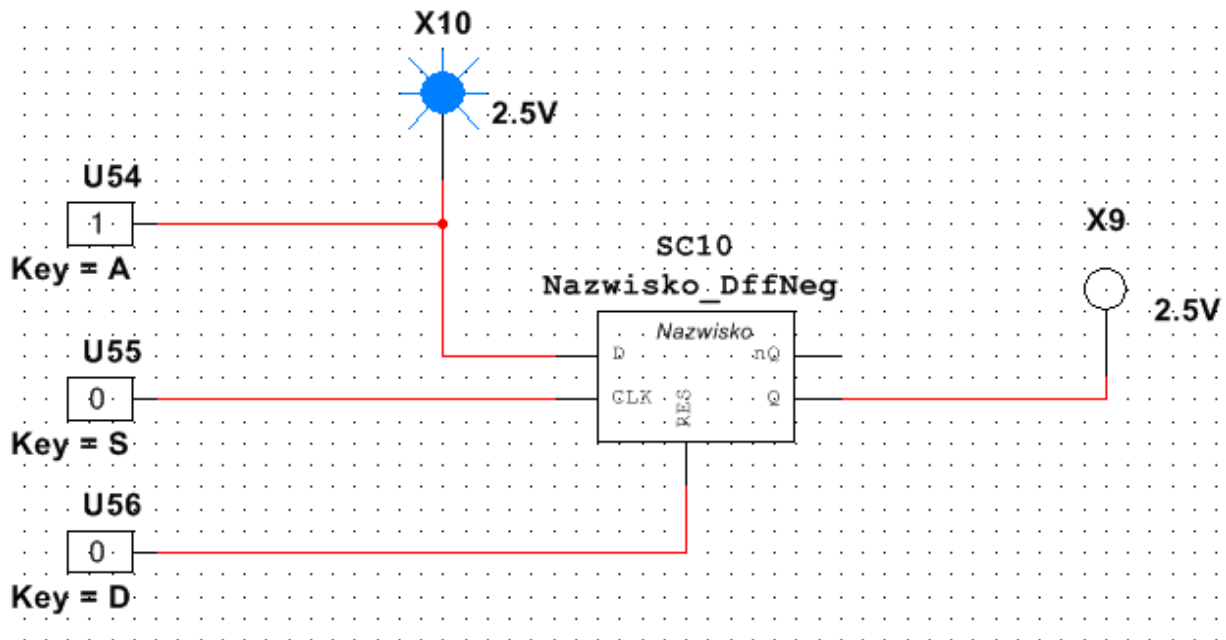 X10
2.5V
U54
1
Key = A
X9
2.5V
SC10
Nazwisko_DffNeg
Nazwisko
D
nQ
U55
0
CLK
RES
Q
Key = S
U56
0
Key = D